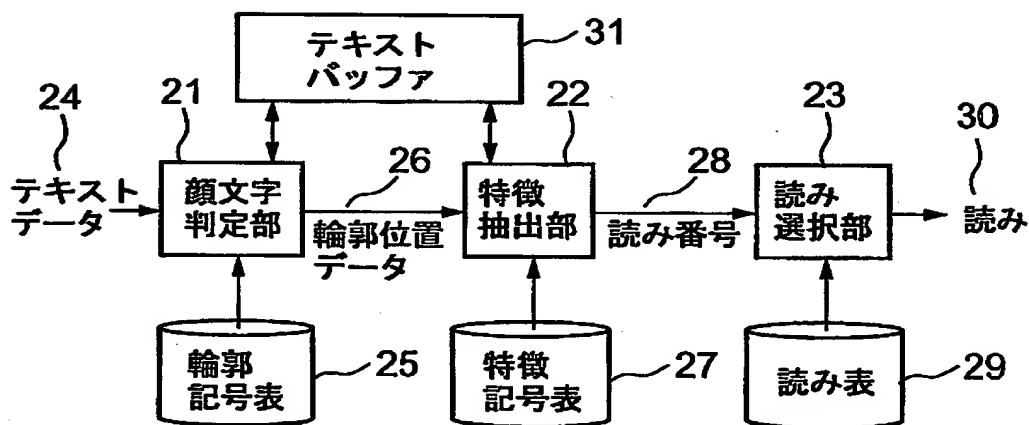 テキスト
バッファ
31
24
21
22
23
30
テキスト
データ
顔文字
判定部
26
輪郭位置
データ
特徴
抽出部
28
読み番号
読み
選択部
読み
輪郭
記号表
25
特徴
記号表
27
読み表
29